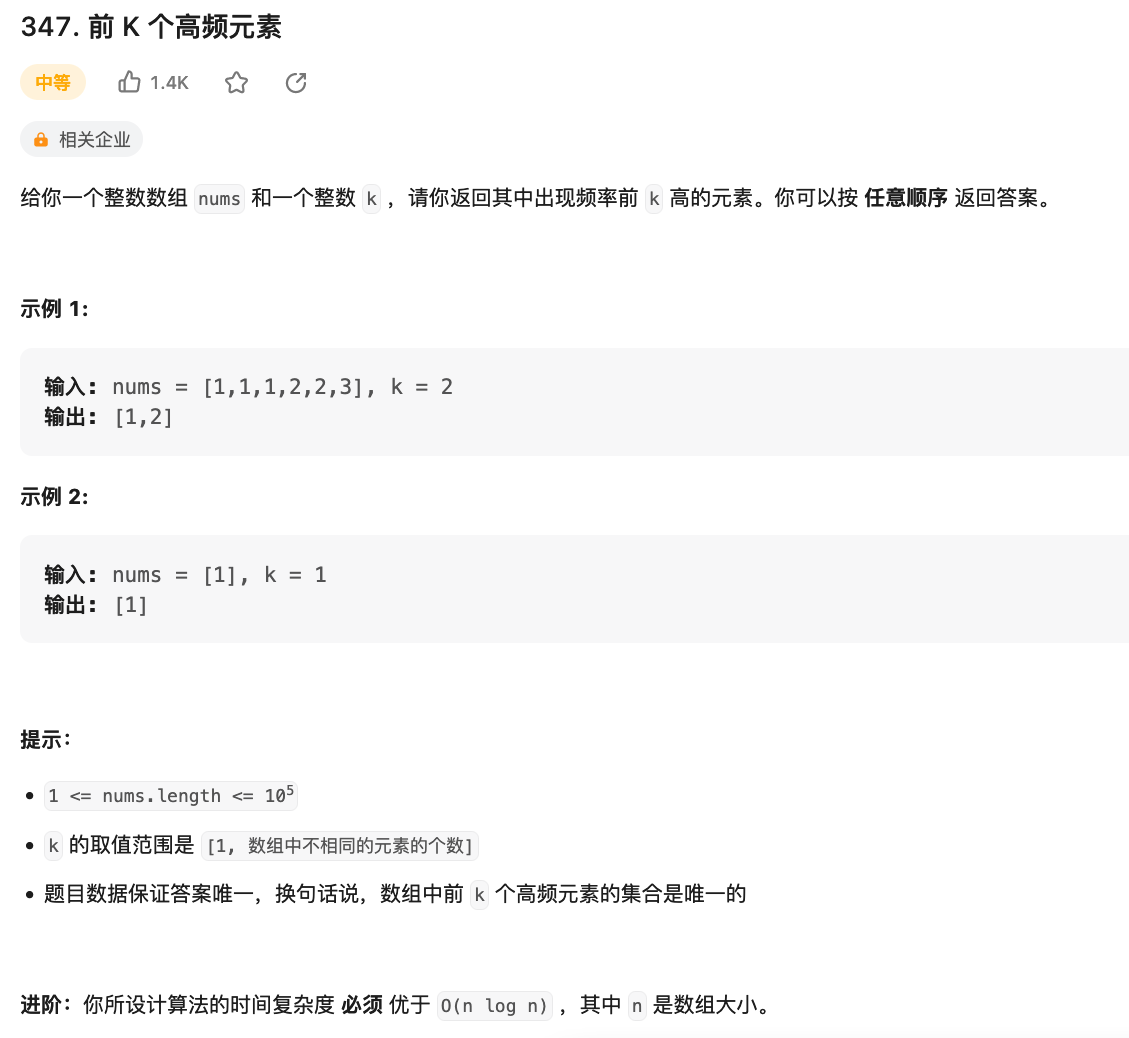 347. 前 K 个高频元素
中等 1.4K
相关企业
给你一个整数数组 nums 和一个整数 k ，请你返回其中出现频率前 k 高的元素。你可以按 任意顺序 返回答案。
示例 1:
输入: nums = [1,1,1,2,2,3], k = 2
输出: [1,2]
示例 2:
输入: nums = [1], k = 1
输出: [1]
提示：
• 1 <= nums.length <= 10⁵
• k 的取值范围是 [1, 数组中不相同的元素的个数]
• 题目数据保证答案唯一，换句话说，数组中前 k 个高频元素的集合是唯一的
进阶：你所设计算法的时间复杂度 必须 优于 O(n log n) ，其中 n 是数组大小。